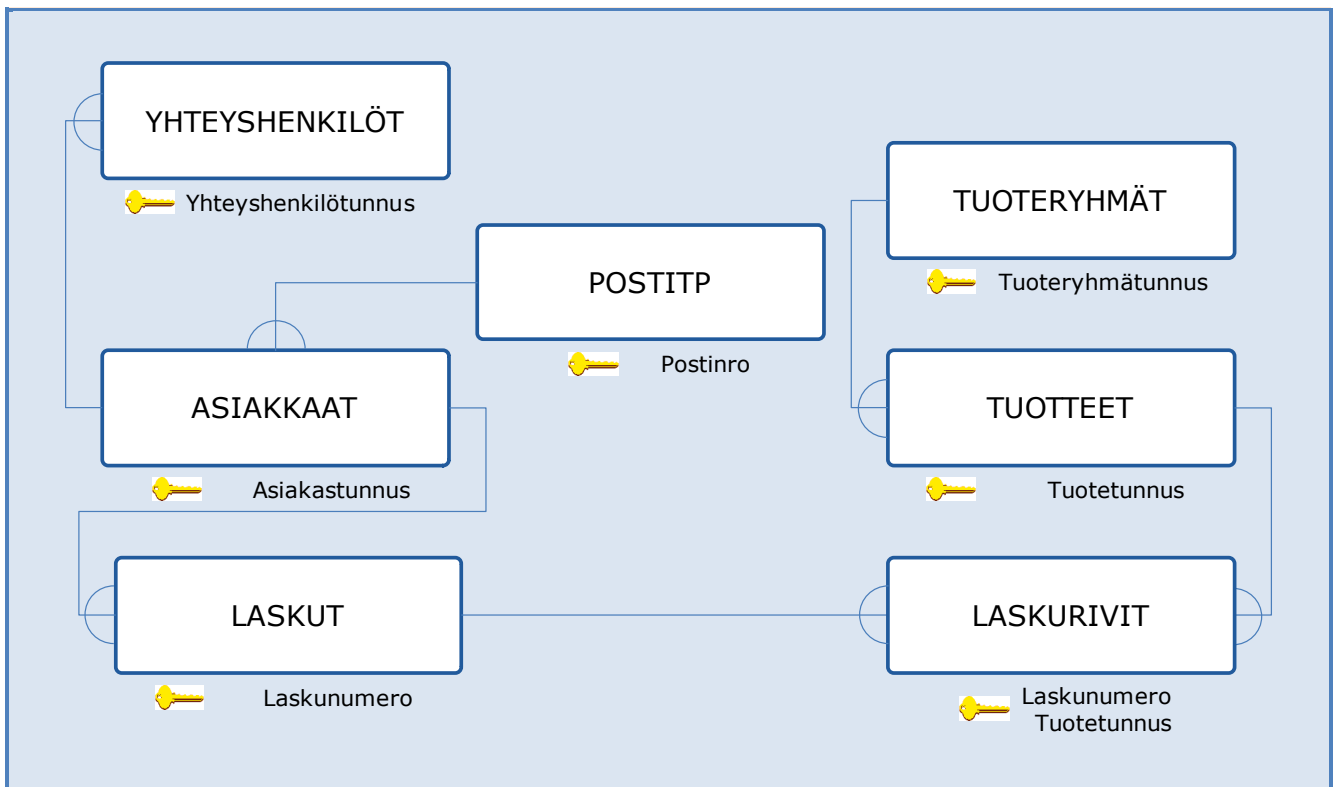 YHTEYSHENKILÖT
Yhteyshenkilötunnus
TUOTERYHMÄT
Tuoteryhmätunnus
POSTITP
Postinro
ASIAKKAAT
Asiakastunnus
TUOTTEET
Tuotetunnus
LASKUT
Laskunumero
LASKURIVIT
Laskunumero
Tuotetunnus